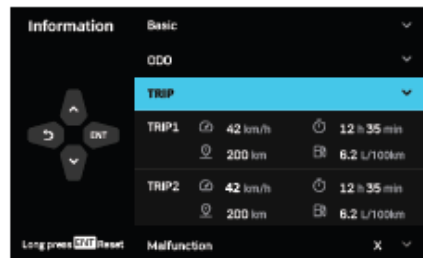 Information
Basic
ODO
TRIP
ENT
TRIP1 42 km/h 12 h 35 min
200 km 6.2 L/100km
TRIP2 42 km/h 12 h 35 min
200 km 6.2 L/100km
Long press ENT Reset
Malfunction X